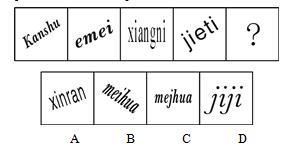 Kanshu emei xiangni jieti ?
xinran meihua mejhua jiji
A B C D